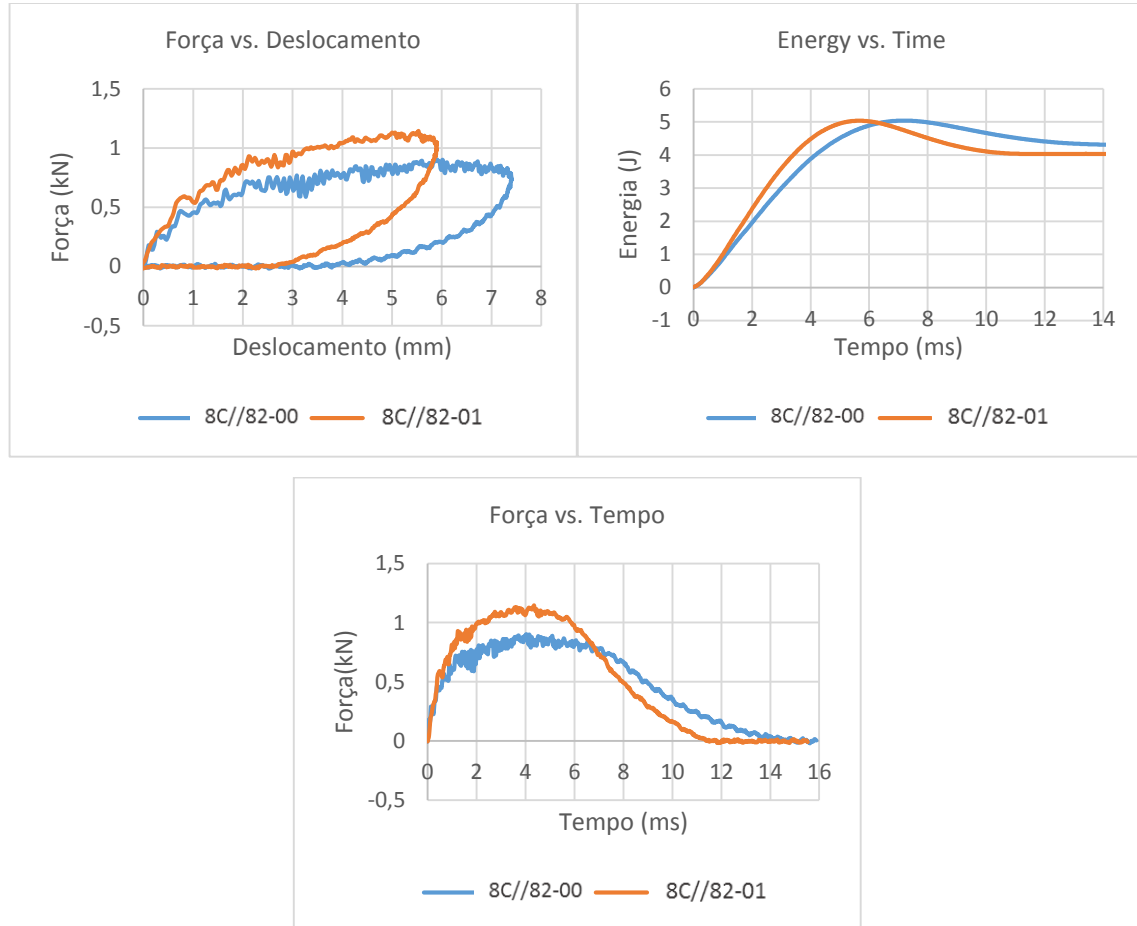 Força vs. Deslocamento
1,5
1
0,5
0
-0,5
0 1 2 3 4 5 6 7 8
Força (kN)
Deslocamento (mm)
8C//82-00 8C//82-01
Energy vs. Time
6
5
4
3
2
1
0
-1
0 2 4 6 8 10 12 14
Energia (J)
Tempo (ms)
8C//82-00 8C//82-01
Força vs. Tempo
1,5
1
0,5
0
-0,5
0 2 4 6 8 10 12 14 16
Força(kN)
Tempo (ms)
8C//82-00 8C//82-01